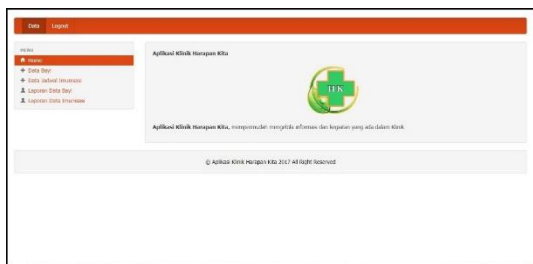 Data Logout
MENU
Home
Data Bayi
Data Jadwal Imunisasi
Laporan Data Bayi
Laporan Data Imunisasi
Aplikasi Klinik Harapan Kita
Aplikasi Klinik Harapan Kita, mempermudah mengelola informasi dan kegiatan yang ada dalam Klinik
© Aplikasi Klinik Harapan Kita 2017 All Right Reserved